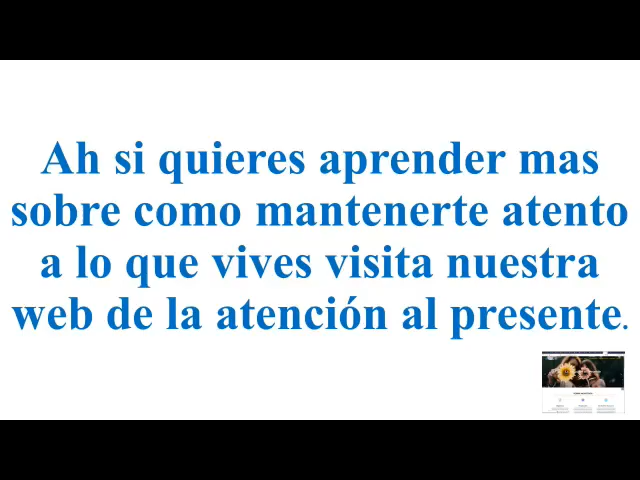 Ah si quieres aprender mas
sobre como mantenerte atento
a lo que vives visita nuestra
web de la atención al presente.